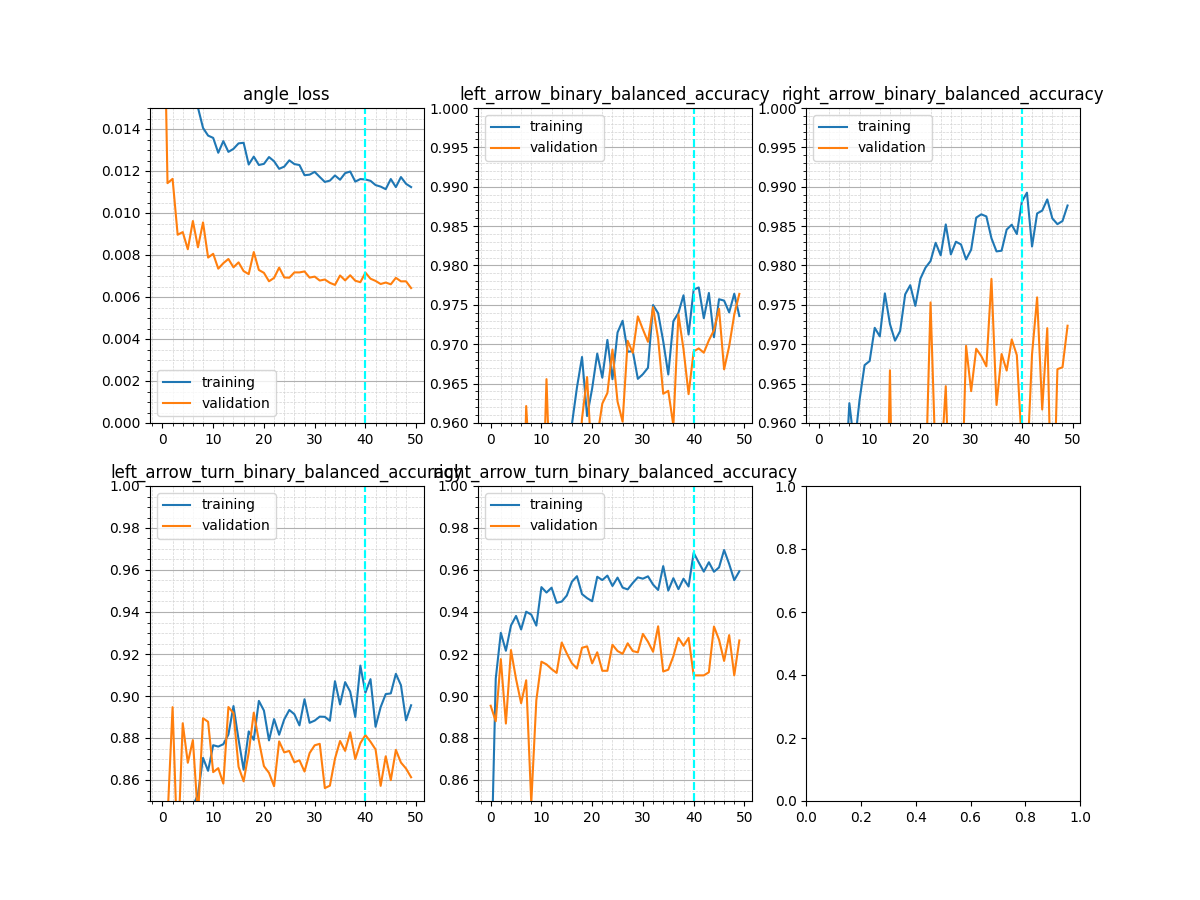 angle_loss
0.014
0.012
0.010
0.008
0.006
0.004
0.002
0.000
training
validation
0 10 20 30 40 50
left_arrow_binary_balanced_accuracy
1.000
0.995
0.990
0.985
0.980
0.975
0.970
0.965
0.960
training
validation
0 10 20 30 40 50
right_arrow_binary_balanced_accuracy
1.000
0.995
0.990
0.985
0.980
0.975
0.970
0.965
0.960
training
validation
0 10 20 30 40 50
left_arrow_turn_binary_balanced_accuracy
1.00
0.98
0.96
0.94
0.92
0.90
0.88
0.86
training
validation
0 10 20 30 40 50
right_arrow_turn_binary_balanced_accuracy
1.00
0.98
0.96
0.94
0.92
0.90
0.88
0.86
training
validation
0 10 20 30 40 50
1.0
0.8
0.6
0.4
0.2
0.0
0.0 0.2 0.4 0.6 0.8 1.0